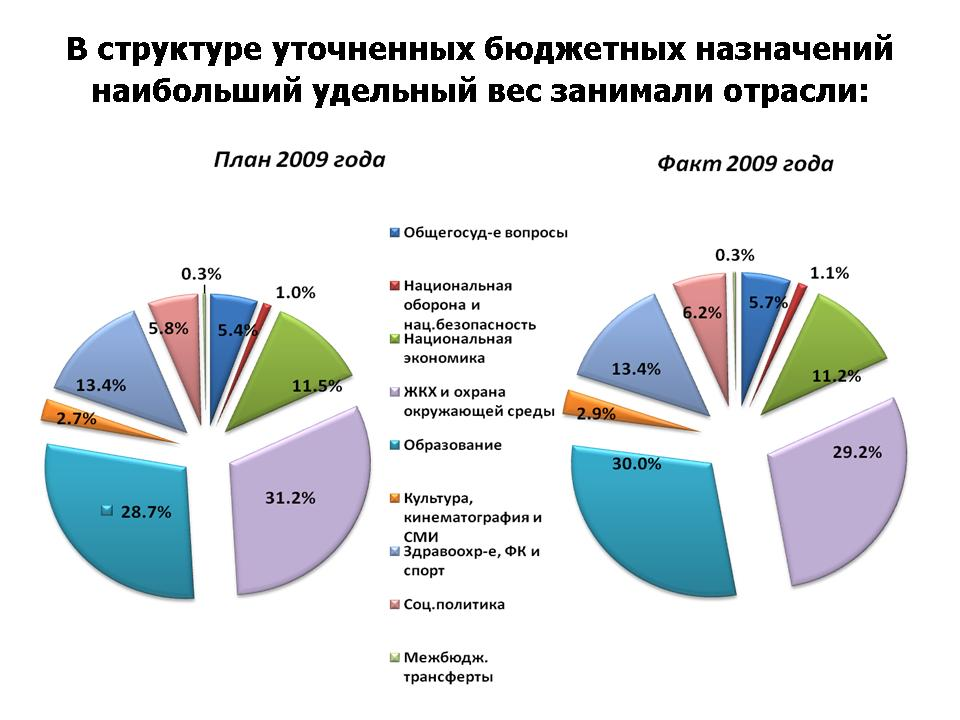 В структуре уточненных бюджетных назначений
наибольший удельный вес занимали отрасли:
План 2009 года
Факт 2009 года
0.3%
1.0%
5.8%
5.4%
13.4%
11.5%
2.7%
28.7%
31.2%
Общегосуд-е вопросы
Национальная
оборона и
нац.безопасность
Национальная
экономика
ЖКХ и охрана
окружающей среды
Образование
Культура,
кинематография и
СМИ
Здравоохр-е, ФК и
спорт
Соц.политика
Межбюдж.
трансферты
0.3%
1.1%
6.2%
5.7%
13.4%
11.2%
2.9%
30.0%
29.2%